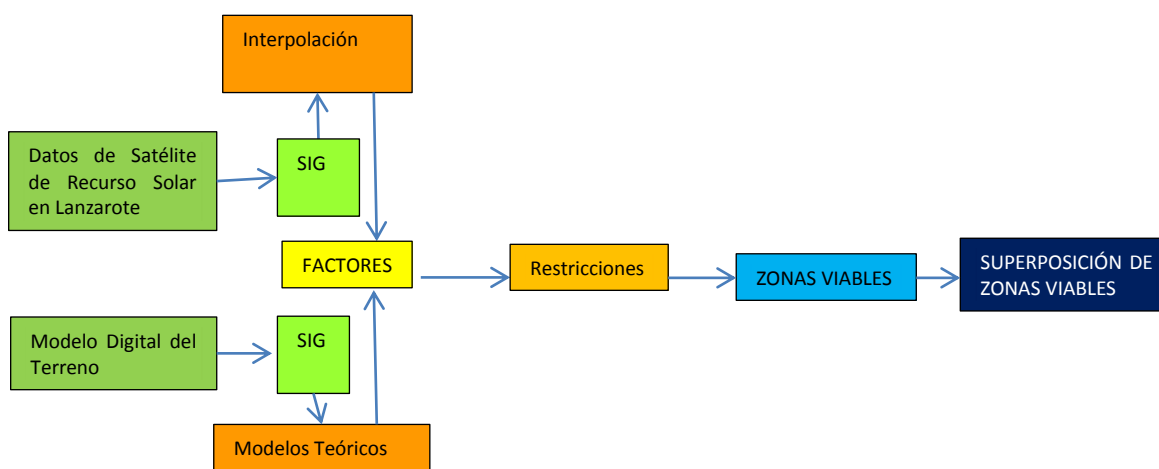 Interpolación
Datos de Satélite
de Recurso Solar
en Lanzarote
SIG
FACTORES
Restricciones
ZONAS VIABLES
SUPERPOSICIÓN DE
ZONAS VIABLES
Modelo Digital del
Terreno
SIG
Modelos Teóricos